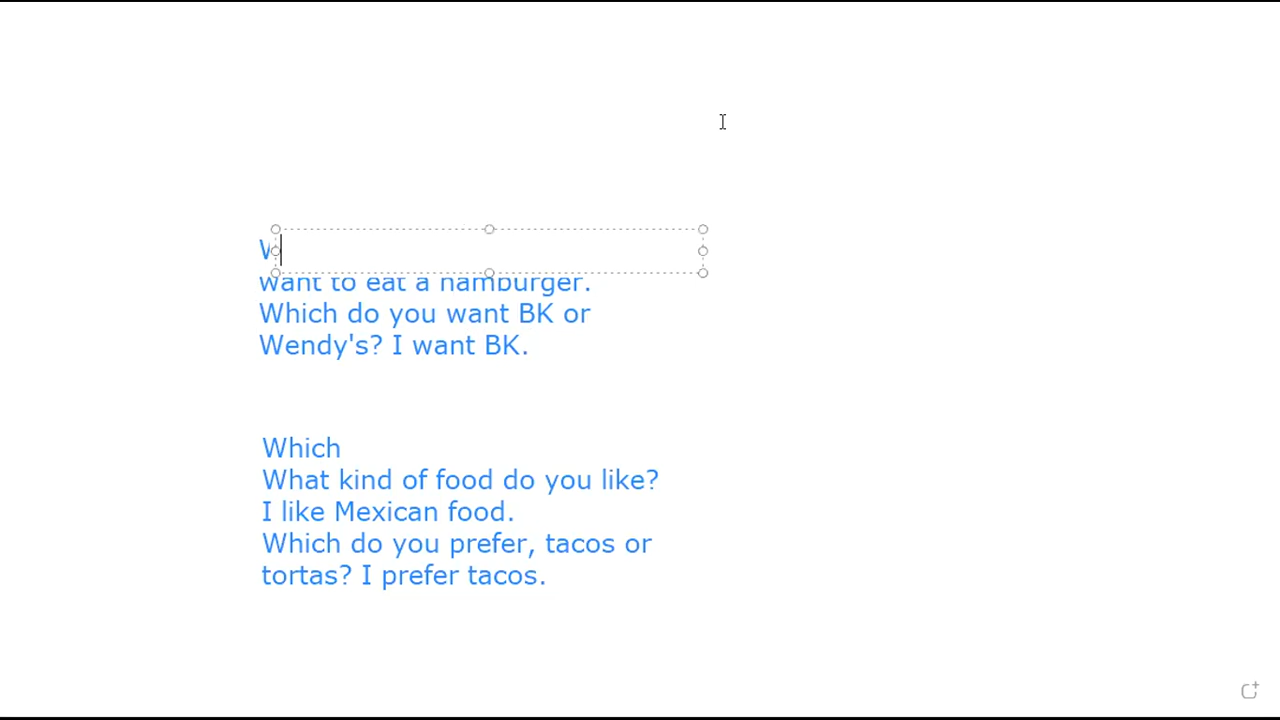 W
want to eat a hamburger.
Which do you want BK or
Wendy's? I want BK.
Which
What kind of food do you like?
I like Mexican food.
Which do you prefer, tacos or
tortas? I prefer tacos.